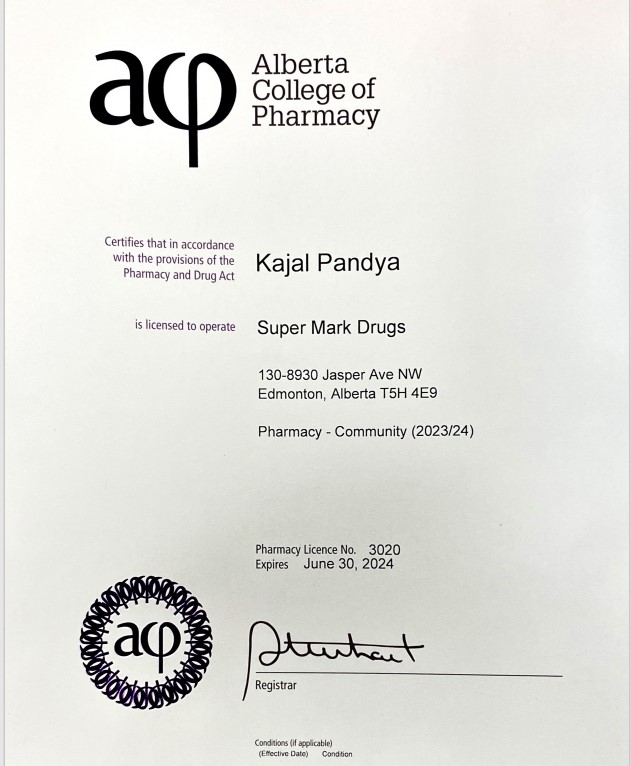 acp
Alberta
College of
Pharmacy
Certifies that in accordance
with the provisions of the
Pharmacy and Drug Act
Kajal Pandya
is licensed to operate
Super Mark Drugs
130-8930 Jasper Ave NW
Edmonton, Alberta T5H 4E9
Pharmacy - Community (2023/24)
Pharmacy Licence No. 3020
Expires June 30, 2024
acp
Registrar
Conditions (if applicable)
(Effective Date) Condition